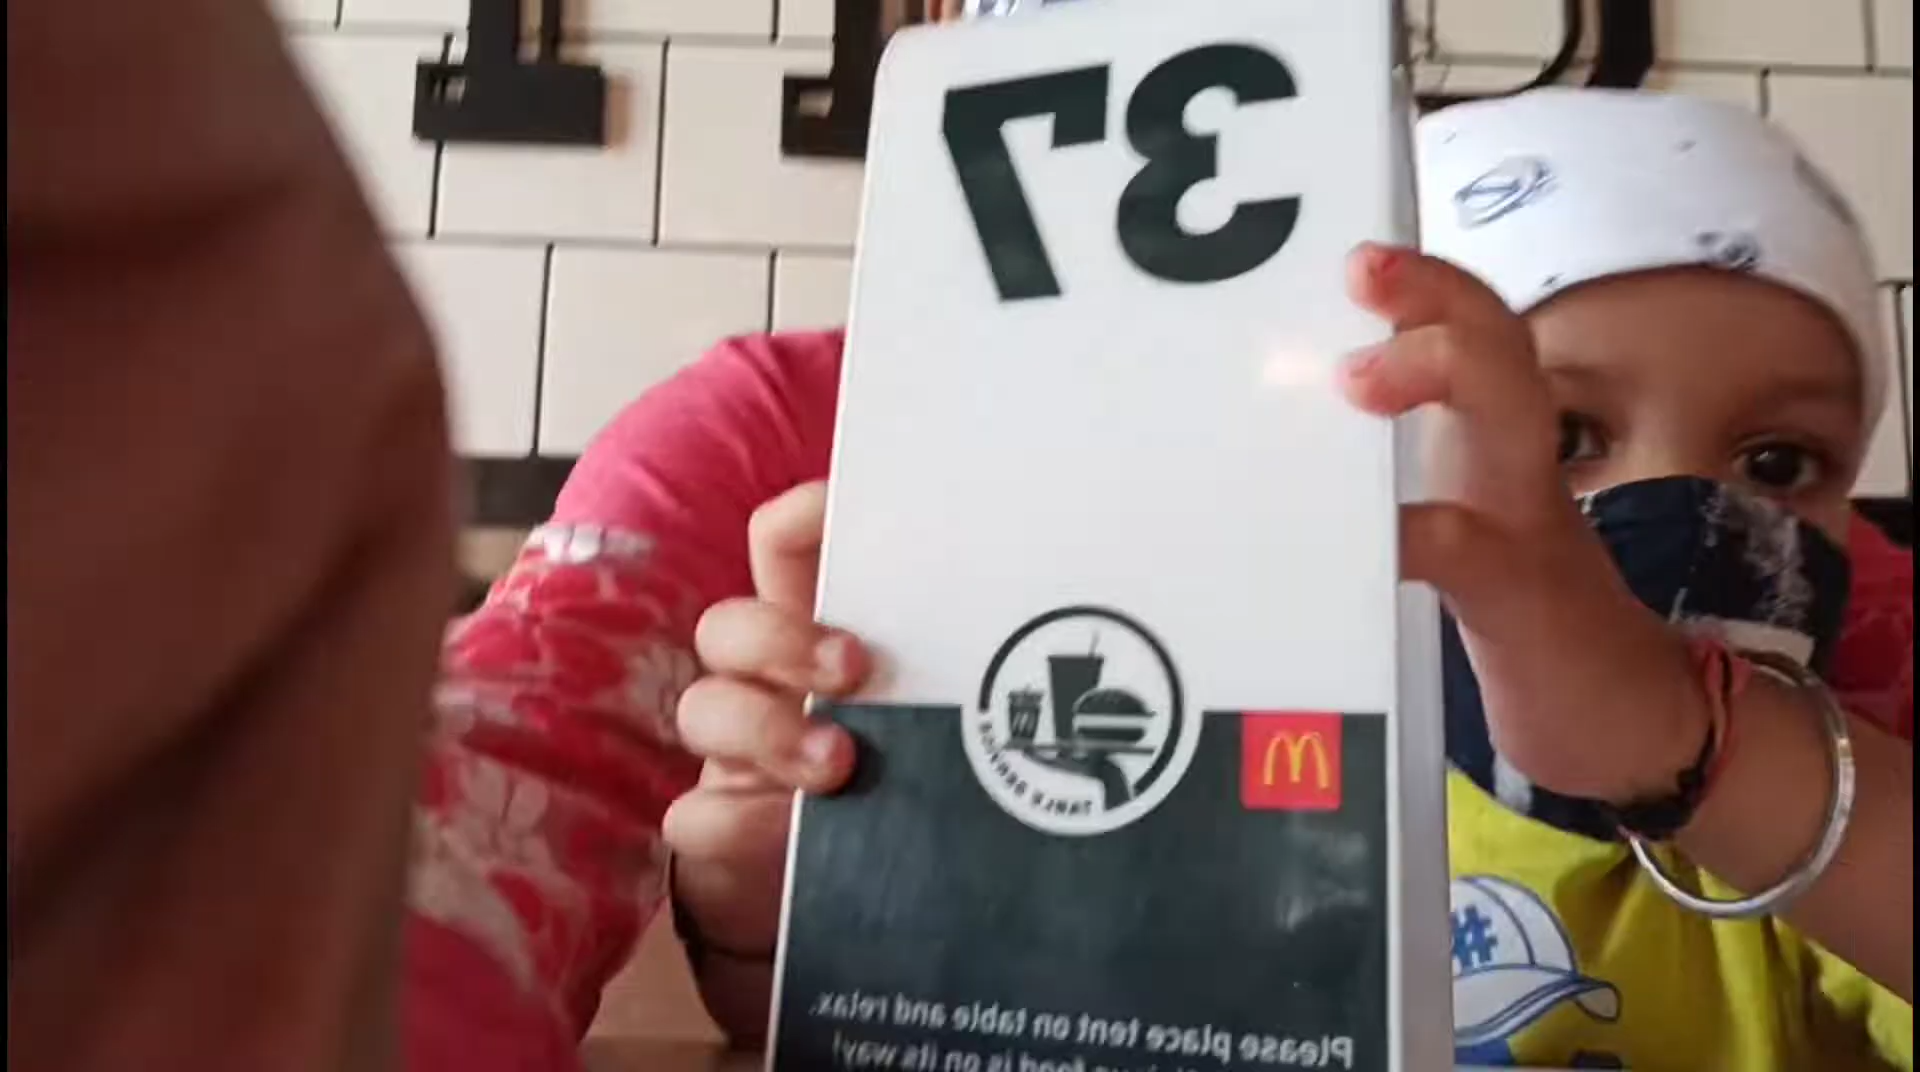 37
TABLE SERVICE
Please place tent on table and relax.
food is on its way!
#